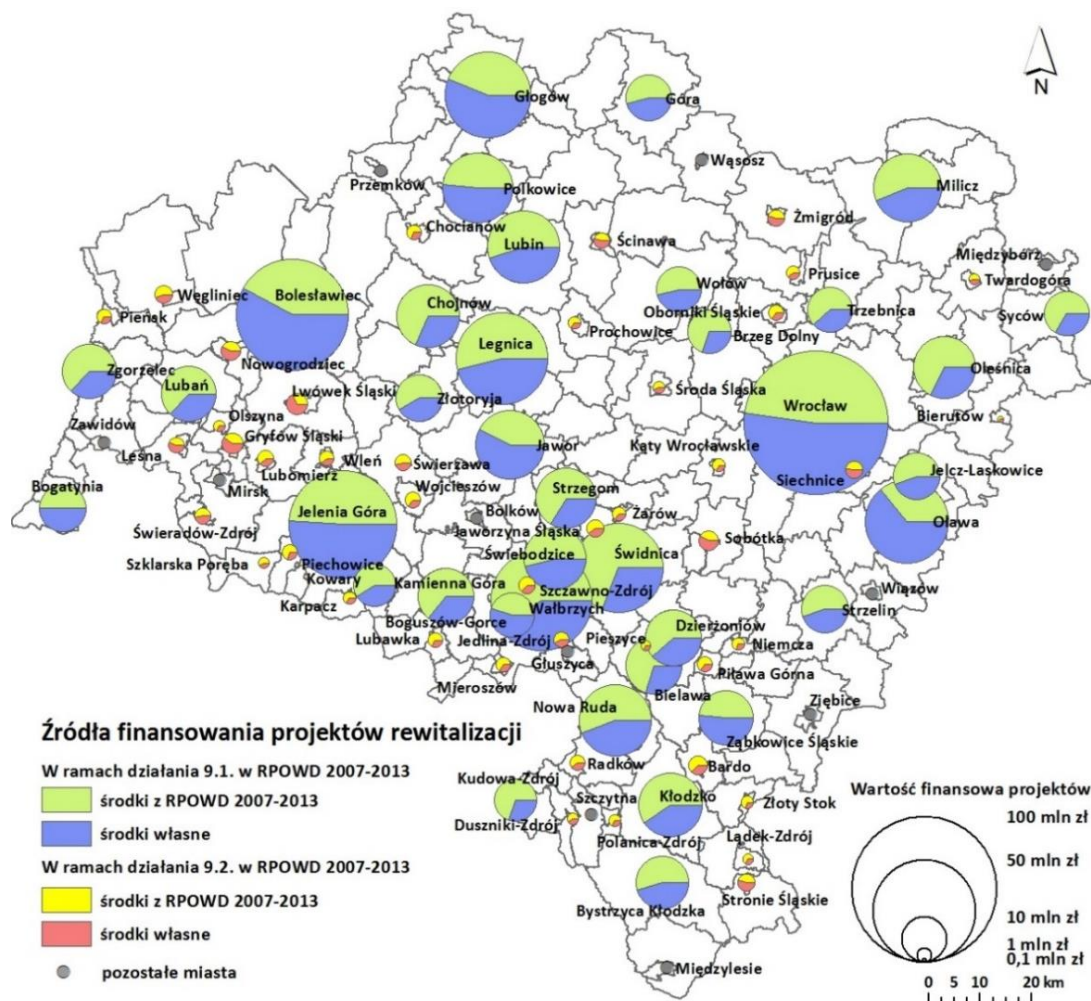 N
Głogów
Góra
Wąsosz
Przemków
Polkowice
Milicz
Chocianów
Lubin
Ścinawa
Żmigród
Międzybórz
Prusice
Twardogóra
Węgliniec
Bolesławiec
Wołów
Pieńsk
Chojnów
Oborniki Śląskie
Trzebnica
Syców
Prochowice
Brzeg Dolny
Legnica
Nowogrodziec
Zgorzelec
Oleśnica
Lubań
Lwówek Śląski
Środa Śląska
Złotoryja
Wrocław
Olszyna
Bierutów
Zawidów
Gryfów Śląski
Jawor
Kąty Wrocławskie
Leśna
Lubomierz
Wleń
Świerzawa
Jelcz-Laskowice
Siechnice
Mirsk
Bogatynia
Wojcieszów
Strzegom
Bolków
Żarów
Jelenia Góra
Oława
Świeradów-Zdrój
Jaworzyna Śląska
Sobótka
Świebodzice
Świdnica
Szklarska Poręba
Piechowice
Kowary
Kamienna Góra
Szczawno-Zdrój
Wiązów
Karpacz
Wałbrzych
Strzelin
Boguszów-Gorce
Dzierżoniów
Lubawka
Jedlina-Zdrój
Pieszyce
Niemcza
Głuszyca
Piława Górna
Mieroszów
Bielawa
Ziębice
Nowa Ruda
Ząbkowice Śląskie
Radków
Bardo
Kudowa-Zdrój
Szczytna
Kłodzko
Złoty Stok
Duszniki-Zdrój
Polanica-Zdrój
Lądek-Zdrój
Bystrzyca Kłodzka
Stronie Śląskie
Międzylesie
Źródła finansowania projektów rewitalizacji
W ramach działania 9.1. w RPOWD 2007-2013
środki z RPOWD 2007-2013
środki własne
W ramach działania 9.2. w RPOWD 2007-2013
środki z RPOWD 2007-2013
środki własne
pozostałe miasta
Wartość finansowa projektów
100 mln zł
50 mln zł
10 mln zł
1 mln zł
0,1 mln zł
0 10 20 km